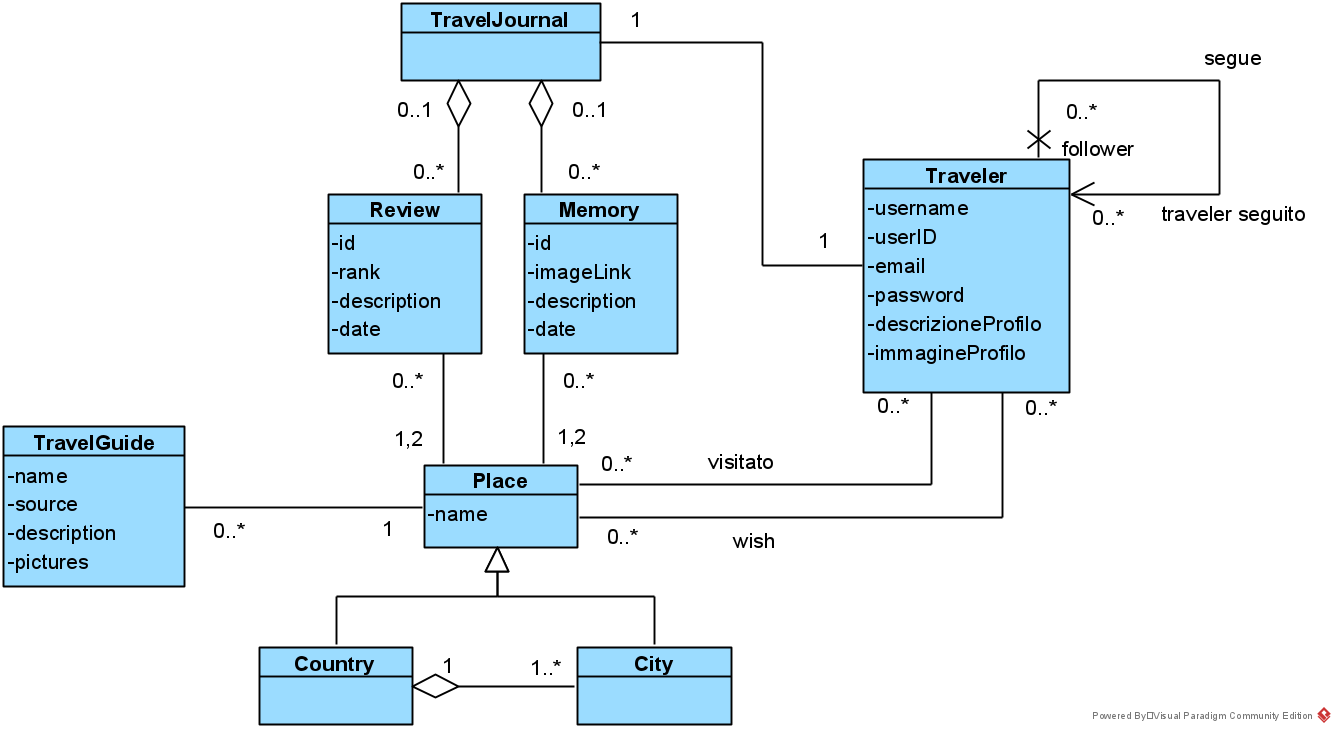 TravelJournal
1
segue
0..1
0..1
0..*
follower
0..*
0..*
Traveler
-username
-userID
-email
-password
-descrizioneProfilo
-immagineProfilo
0..*
traveler seguito
1
Review
-id
-rank
-description
-date
Memory
-id
-imageLink
-description
-date
0..*
0..*
0..*
0..*
1,2
1,2
TravelGuide
-name
-source
-description
-pictures
0..*
visitato
Place
-name
0..*
1
0..*
wish
Country
1
1..*
City
Powered By Visual Paradigm Community Edition